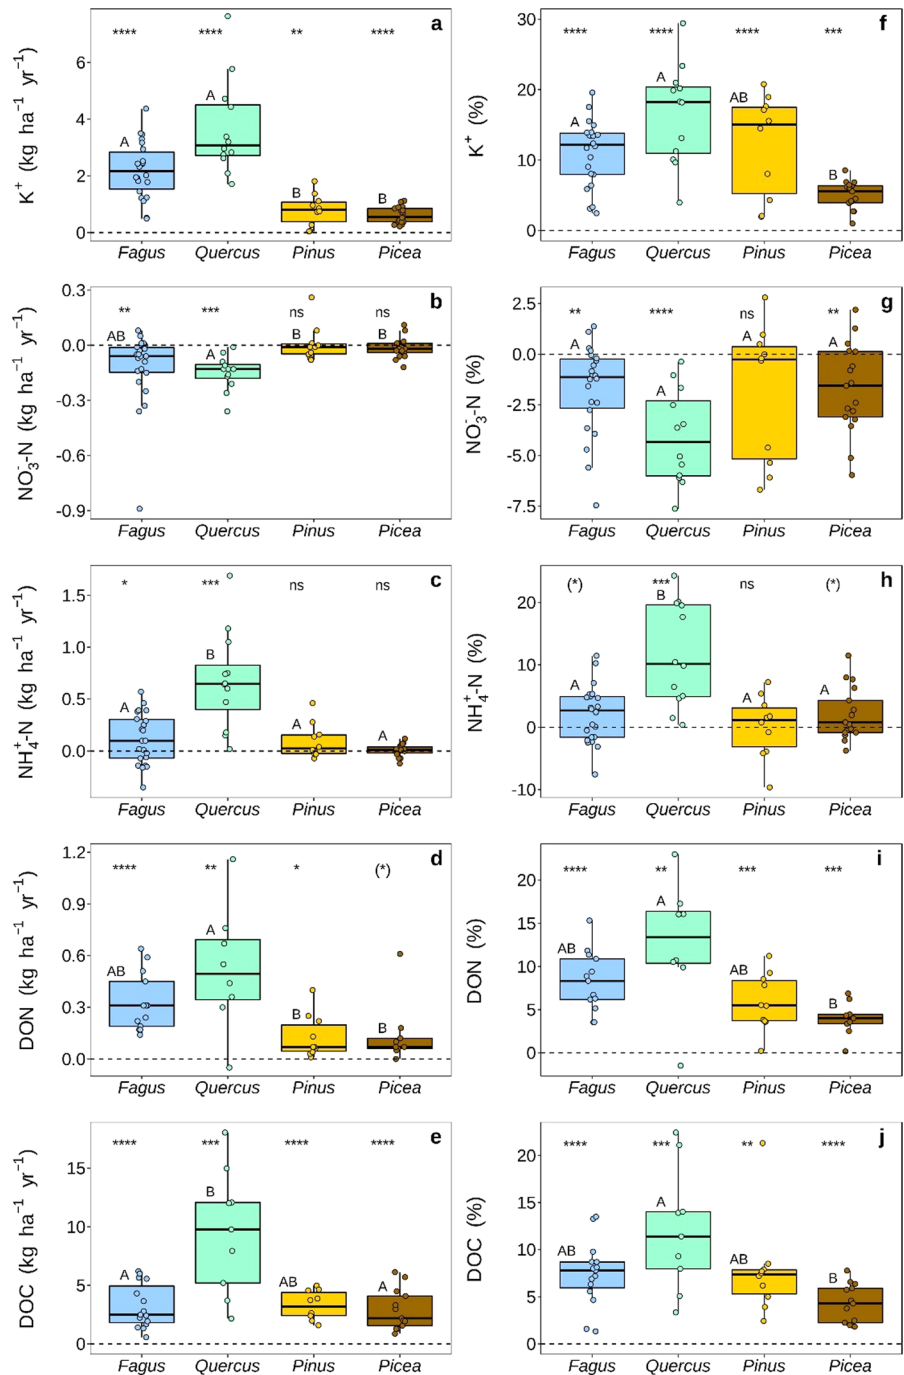 a
K⁺ (kg ha⁻¹ yr⁻¹)
6
4
2
0
**** **** ** ****
A A B B
Fagus Quercus Pinus Picea
f
K⁺ (%)
30
20
10
0
**** **** **** ***
A A AB B
Fagus Quercus Pinus Picea
b
NO₃⁻-N (kg ha⁻¹ yr⁻¹)
0.3
0.0
-0.3
-0.6
-0.9
** *** ns ns
AB A B B
Fagus Quercus Pinus Picea
g
NO₃⁻-N (%)
2.5
0.0
-2.5
-5.0
-7.5
** **** ns **
A A A A
Fagus Quercus Pinus Picea
c
NH₄⁺-N (kg ha⁻¹ yr⁻¹)
1.5
1.0
0.5
0.0
* *** ns ns
A B A A
Fagus Quercus Pinus Picea
h
NH₄⁺-N (%)
20
10
0
-10
(*) *** ns (*)
A B A A
Fagus Quercus Pinus Picea
d
DON (kg ha⁻¹ yr⁻¹)
1.2
0.9
0.6
0.3
0.0
**** ** * (*)
AB A B B
Fagus Quercus Pinus Picea
i
DON (%)
20
15
10
5
0
**** ** *** ***
AB A AB B
Fagus Quercus Pinus Picea
e
DOC (kg ha⁻¹ yr⁻¹)
15
10
5
0
**** *** **** ****
A B AB A
Fagus Quercus Pinus Picea
j
DOC (%)
20
15
10
5
0
**** *** ** ****
AB A AB B
Fagus Quercus Pinus Picea